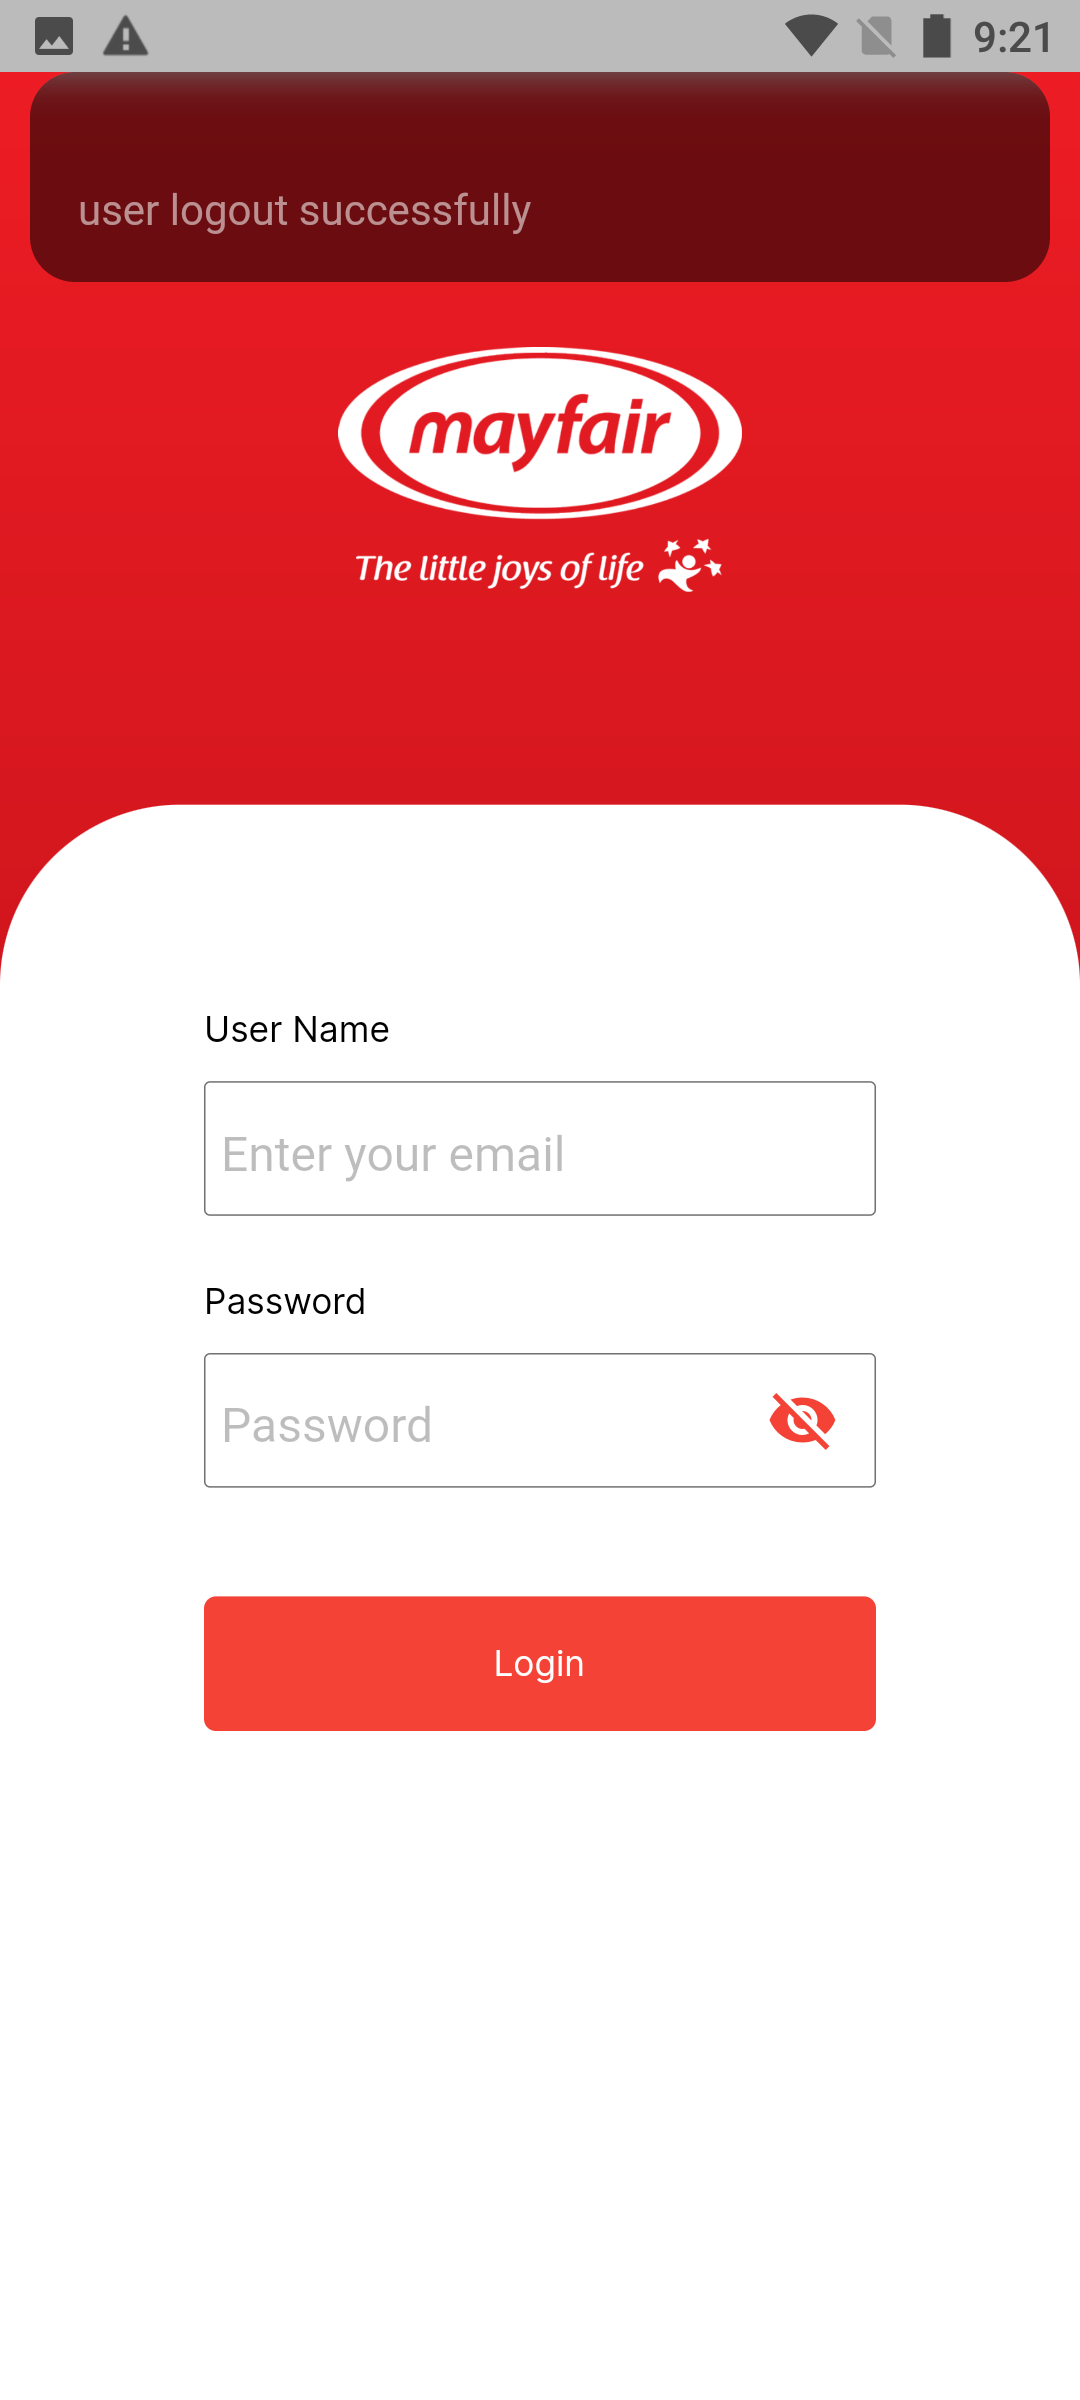 9:21
user logout successfully
mayfair
The little joys of life
User Name
Enter your email
Password
Password
Login